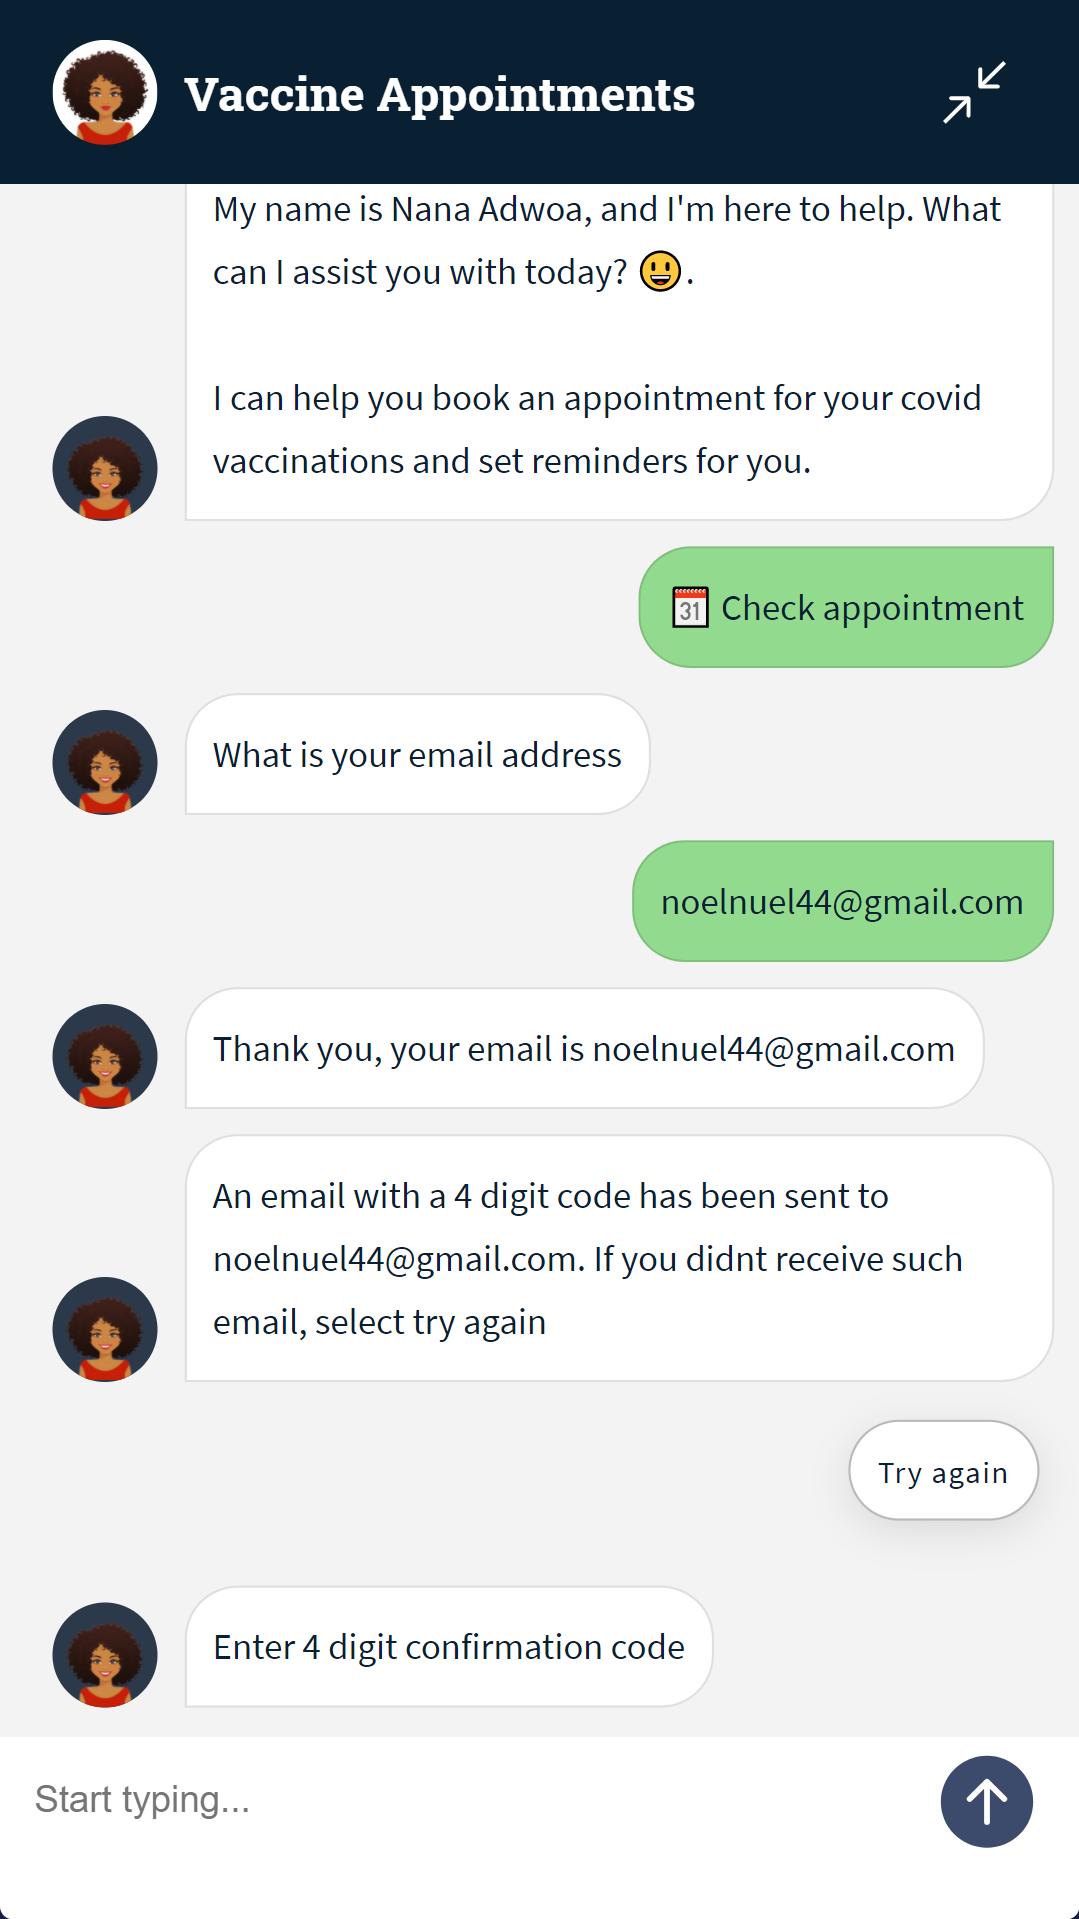 Vaccine Appointments
My name is Nana Adwoa, and I'm here to help. What
can I assist you with today? 😃.
I can help you book an appointment for your covid
vaccinations and set reminders for you.
31 Check appointment
What is your email address
noelnuel44@gmail.com
Thank you, your email is noelnuel44@gmail.com
An email with a 4 digit code has been sent to
noelnuel44@gmail.com. If you didnt receive such
email, select try again
Try again
Enter 4 digit confirmation code
Start typing...